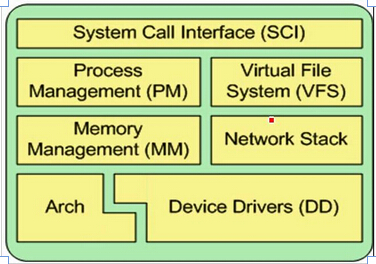 System Call Interface (SCI)
Process
Management (PM)
Virtual File
System (VFS)
Memory
Management (MM)
Network Stack
Arch
Device Drivers (DD)